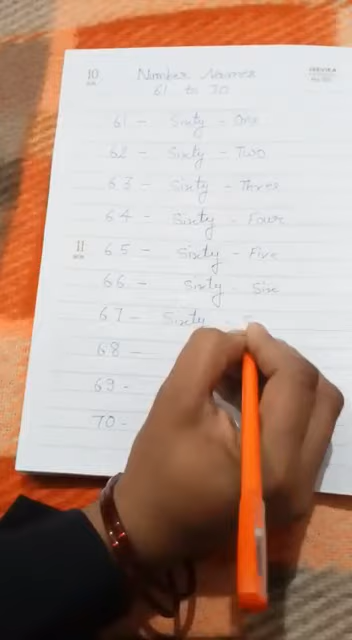 10
Number Names
61 to 70
61 - Sixty - One
62 - Sixty - Two
63 - Sixty - Three
64 - Sixty - Four
11
65 - Sixty - Five
66 - Sixty - Six
67 - Sixty -
68 -
69 -
70 -